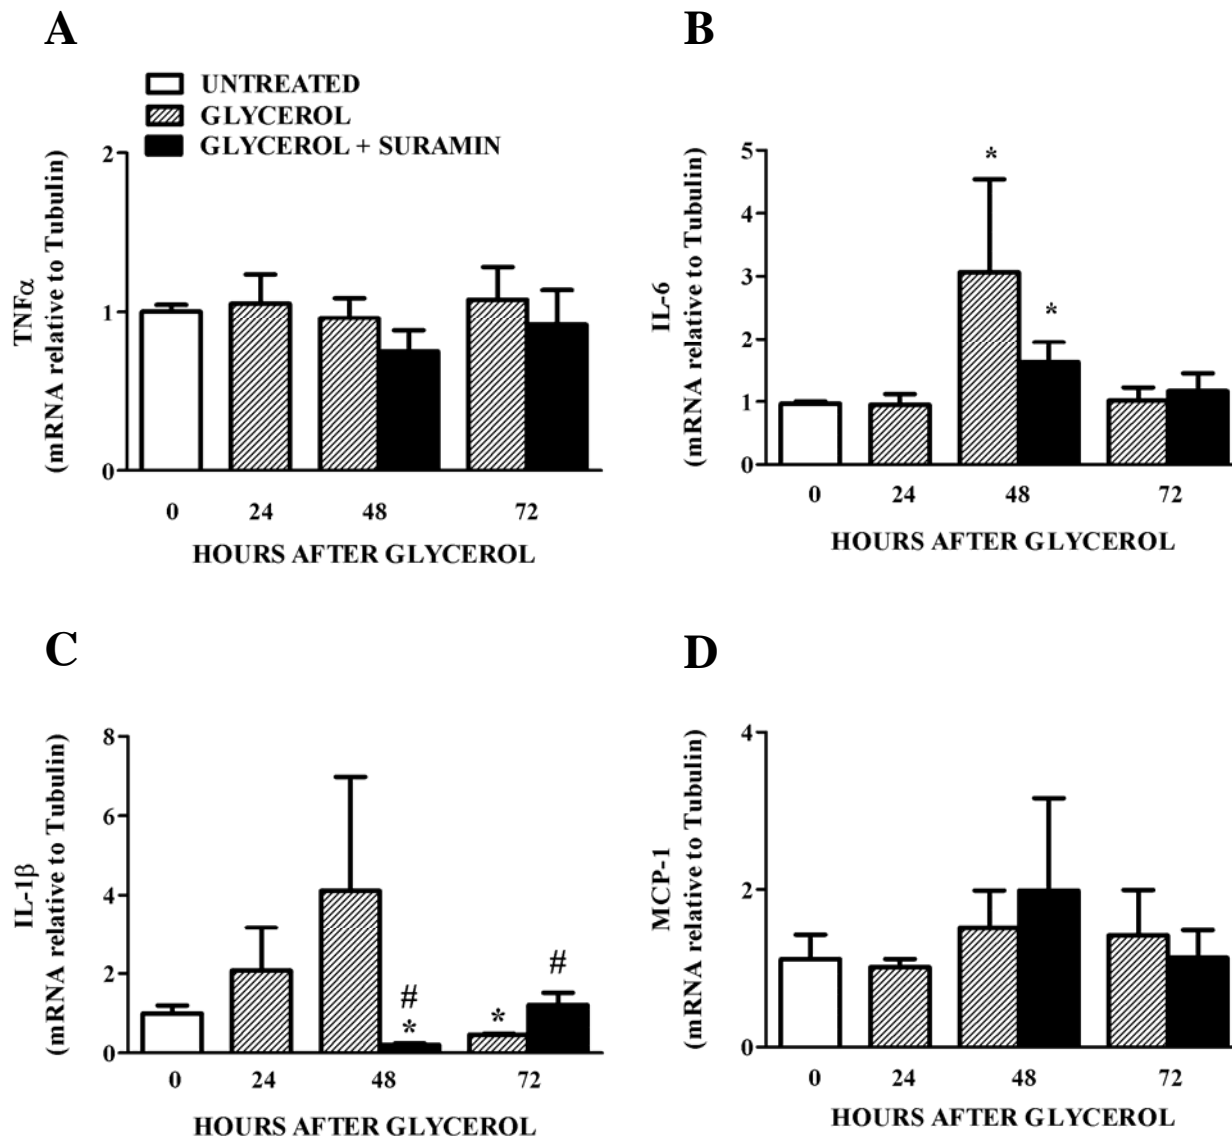 A
UNTREATED
GLYCEROL
GLYCEROL + SURAMIN
TNFα
(mRNA relative to Tubulin)
2
1
0
0 24 48 72
HOURS AFTER GLYCEROL
B
IL-6
(mRNA relative to Tubulin)
5
4
3
2
1
0
*
*
0 24 48 72
HOURS AFTER GLYCEROL
C
IL-1β
(mRNA relative to Tubulin)
8
6
4
2
0
#
*
*
#
0 24 48 72
HOURS AFTER GLYCEROL
D
MCP-1
(mRNA relative to Tubulin)
4
2
0
0 24 48 72
HOURS AFTER GLYCEROL